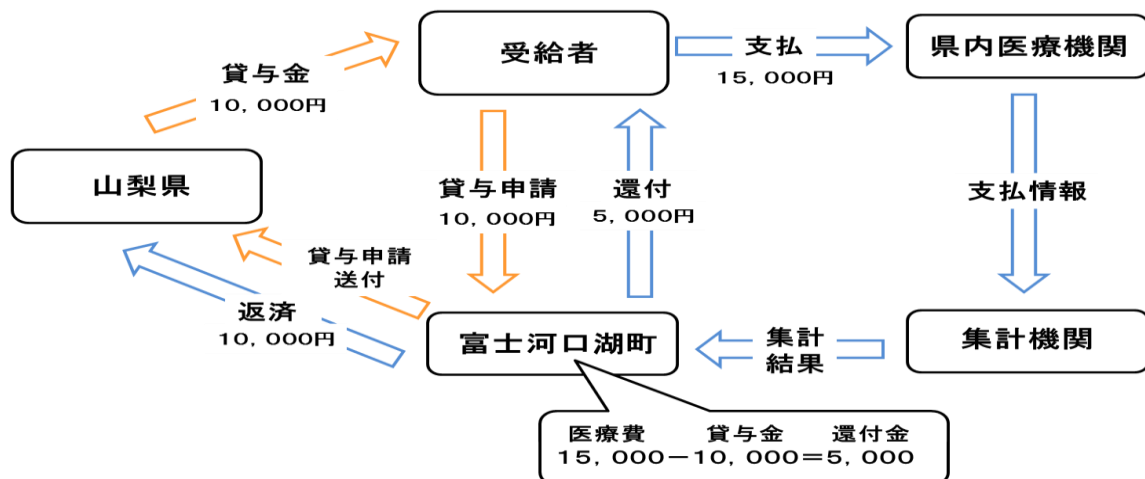 受給者
支払
15,000円
県内医療機関
貸与金
10,000円
山梨県
貸与申請
10,000円
還付
5,000円
支払情報
貸与申請
送付
返済
10,000円
富士河口湖町
集計
結果
集計機関
医療費 貸与金 還付金
15,000－10,000＝5,000